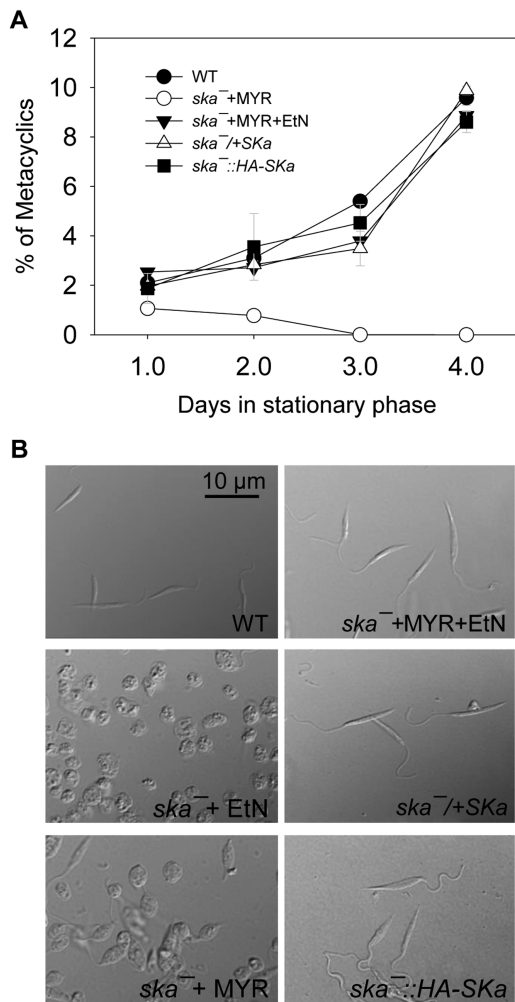 A
12
10
8
6
4
2
0
% of Metacyclics
WT
ska⁻+MYR
ska⁻+MYR+EtN
ska⁻/+SKa
ska⁻::HA-SKa
1.0 2.0 3.0 4.0
Days in stationary phase
B
10 µm
WT
ska⁻+MYR+EtN
ska⁻+ EtN
ska⁻/+SKa
ska⁻+ MYR
ska⁻::HA-SKa